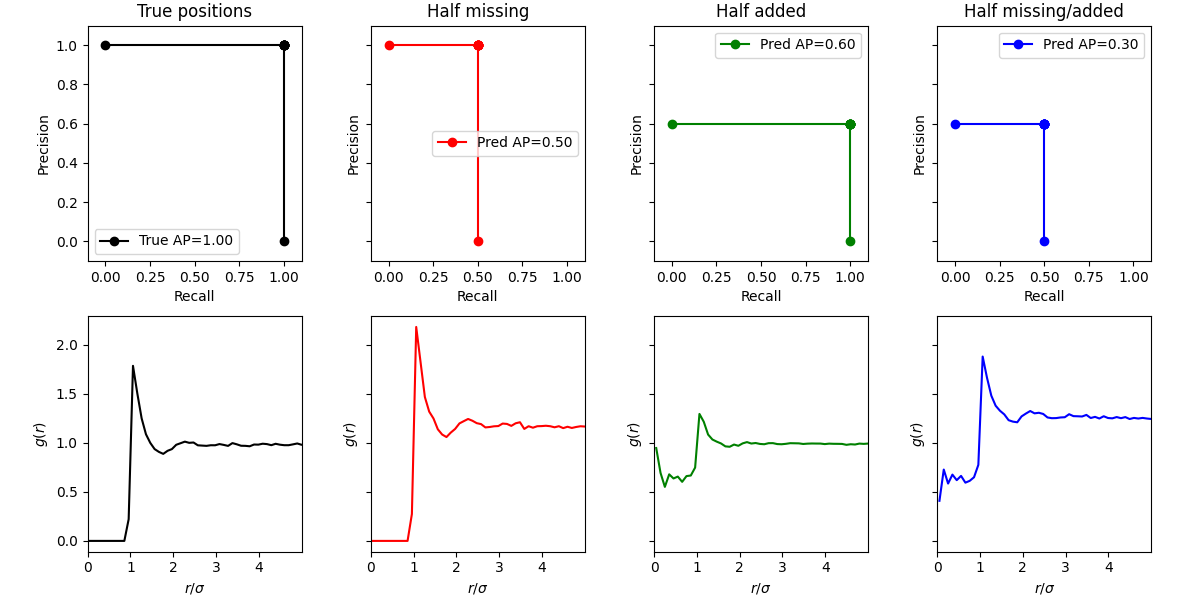 True positions
Half missing
Half added
Half missing/added
Precision
1.0
0.8
0.6
0.4
0.2
0.0
True AP=1.00
0.00 0.25 0.50 0.75 1.00
Recall
Precision
Pred AP=0.50
0.00 0.25 0.50 0.75 1.00
Recall
Precision
Pred AP=0.60
0.00 0.25 0.50 0.75 1.00
Recall
Precision
Pred AP=0.30
0.00 0.25 0.50 0.75 1.00
Recall
g(r)
2.0
1.5
1.0
0.5
0.0
0 1 2 3 4
r/σ
g(r)
0 1 2 3 4
r/σ
g(r)
0 1 2 3 4
r/σ
g(r)
0 1 2 3 4
r/σ